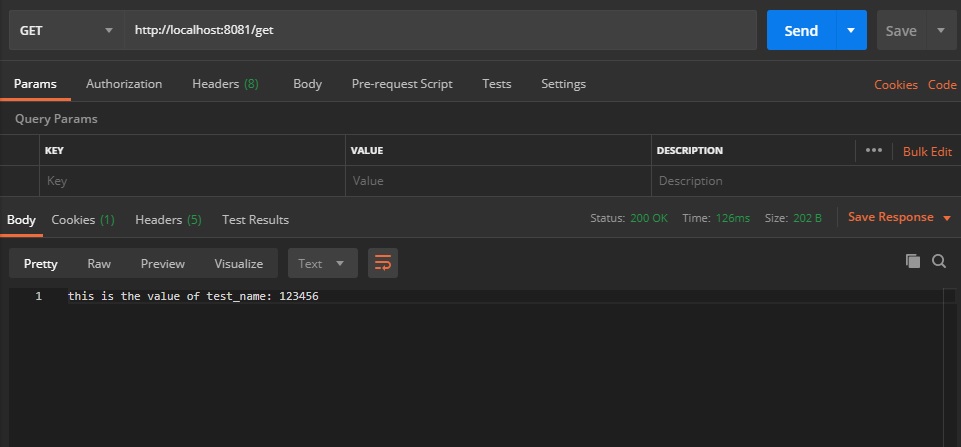 GET http://localhost:8081/get Send Save
Params Authorization Headers (8) Body Pre-request Script Tests Settings Cookies Code
Query Params
KEY VALUE DESCRIPTION ••• Bulk Edit
Key Value Description
Body Cookies (1) Headers (5) Test Results Status: 200 OK Time: 126ms Size: 202 B Save Response
Pretty Raw Preview Visualize Text
1 this is the value of test_name: 123456